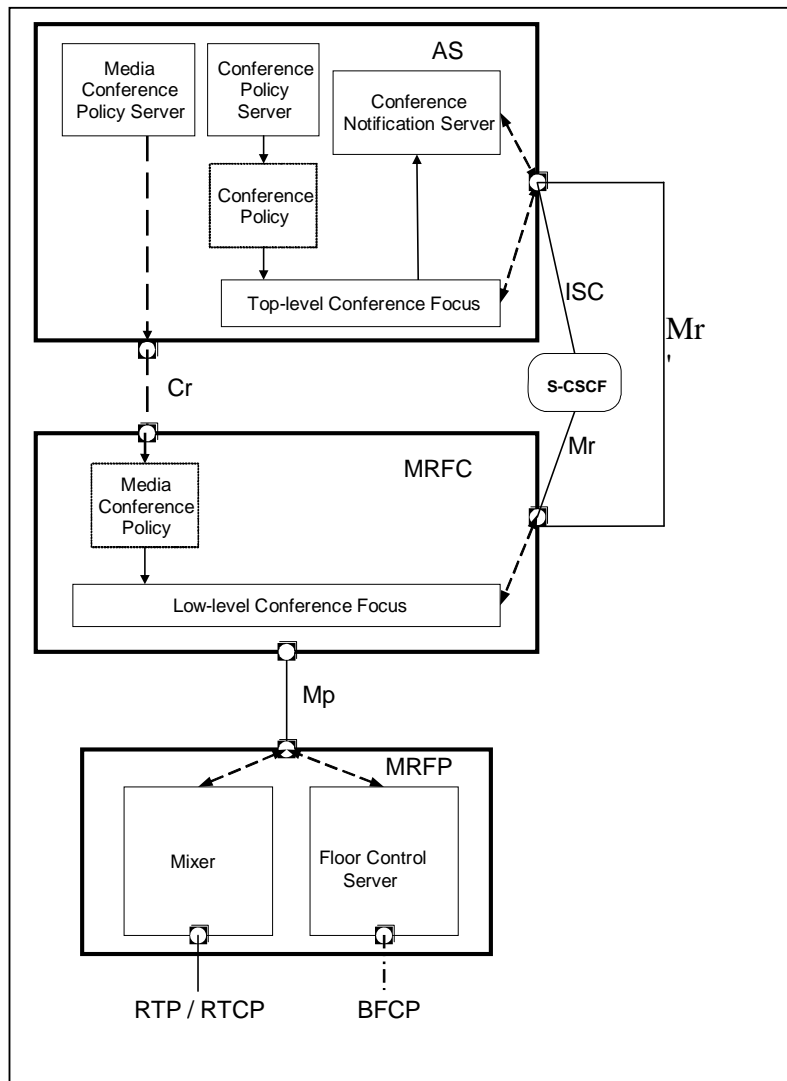 AS
Media
Conference
Policy Server
Conference
Policy
Server
Conference
Notification Server
Conference
Policy
Top-level Conference Focus
ISC
Mr
'
S-CSCF
Cr
Mr
MRFC
Media
Conference
Policy
Low-level Conference Focus
Mp
MRFP
Mixer
Floor Control
Server
RTP / RTCP
BFCP